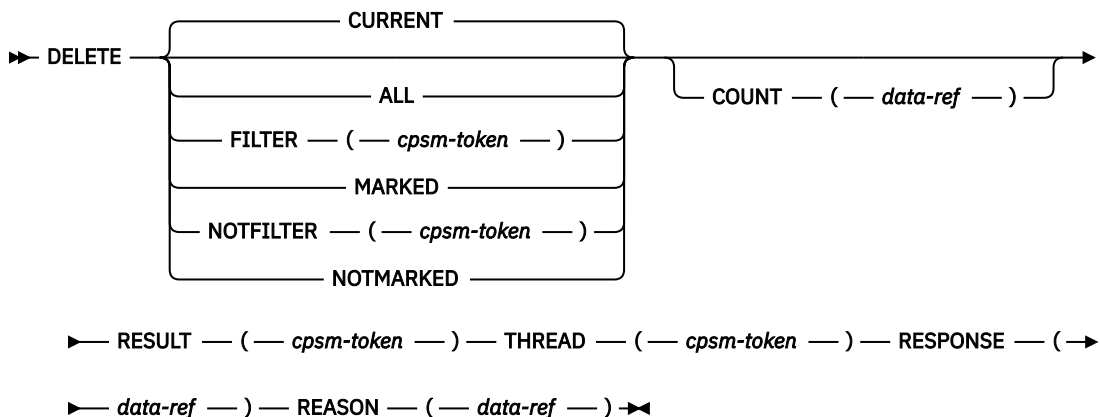 CURRENT
DELETE
ALL
COUNT ( data-ref )
FILTER ( cpsm-token )
MARKED
NOTFILTER ( cpsm-token )
NOTMARKED
RESULT ( cpsm-token ) THREAD ( cpsm-token ) RESPONSE (
data-ref ) REASON ( data-ref )